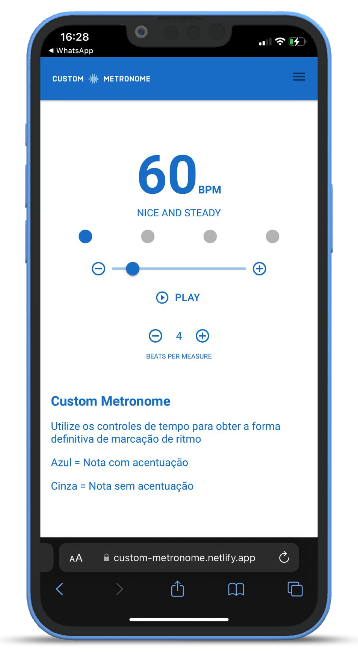 16:28
◀ WhatsApp
CUSTOM METRONOME
60 BPM
NICE AND STEADY
PLAY
4
BEATS PER MEASURE
Custom Metronome
Utilize os controles de tempo para obter a forma
definitiva de marcação de ritmo
Azul = Nota com acentuação
Cinza = Nota sem acentuação
AA custom-metronome.netlify.app